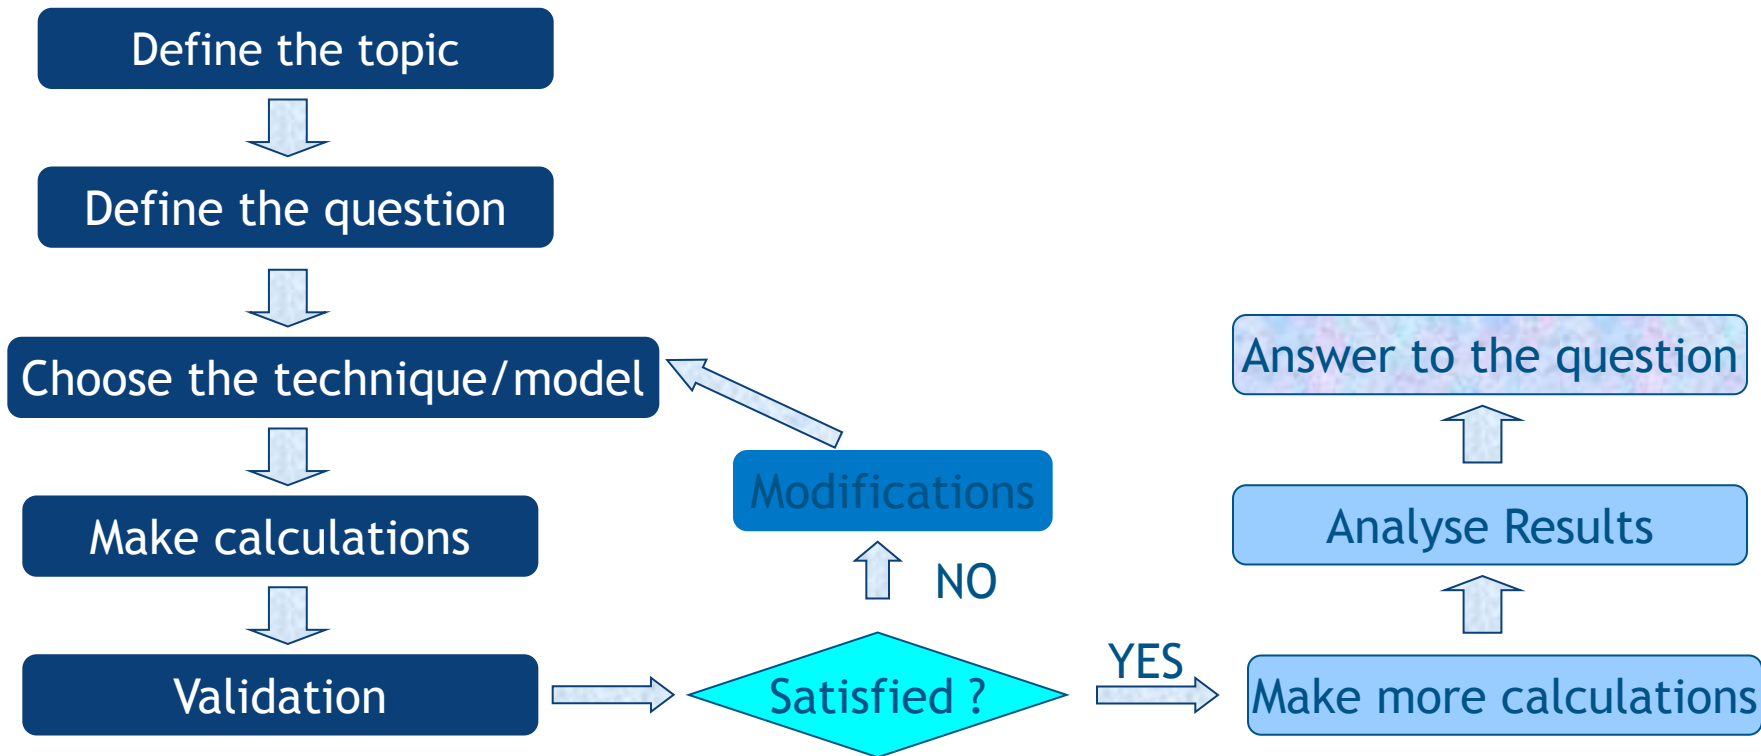 Define the topic
Define the question
Choose the technique/model
Make calculations
Validation
Satisfied ?
NO
Modifications
YES
Make more calculations
Analyse Results
Answer to the question